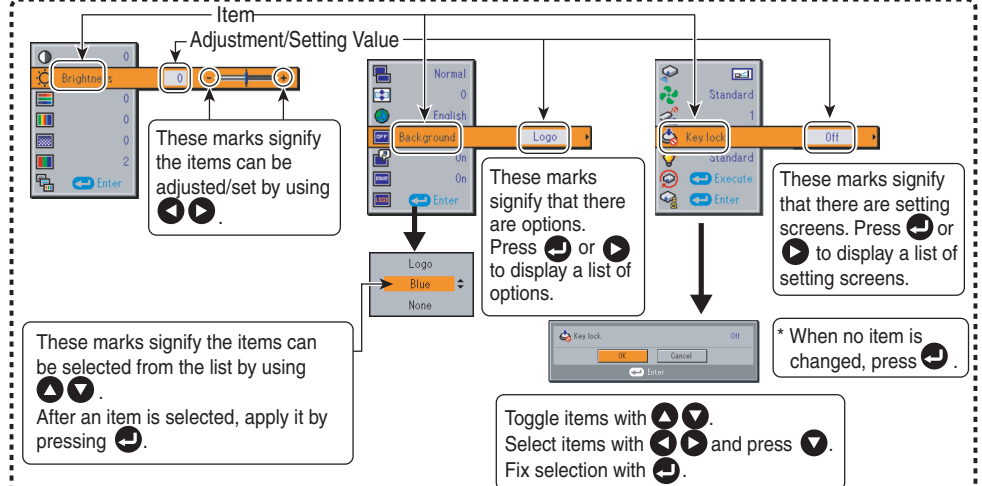 Item
Adjustment/Setting Value
0
Brightness 0 - +
0
0
0
2
Enter
These marks signify
the items can be
adjusted/set by using
.
Normal
0
English
OFF Background Logo
On
START On
LOGO Enter
Logo
Blue
None
These marks
signify that there
are options.
Press or
to display a list of
options.
Standard
1
Key lock Off
Standard
Execute
Enter
These marks signify
that there are setting
screens. Press or
to display a list of
setting screens.
Key lock Off
OK Cancel
Enter
* When no item is
changed, press .
These marks signify the items can
be selected from the list by using
.
After an item is selected, apply it by
pressing .
Toggle items with .
Select items with and press .
Fix selection with .